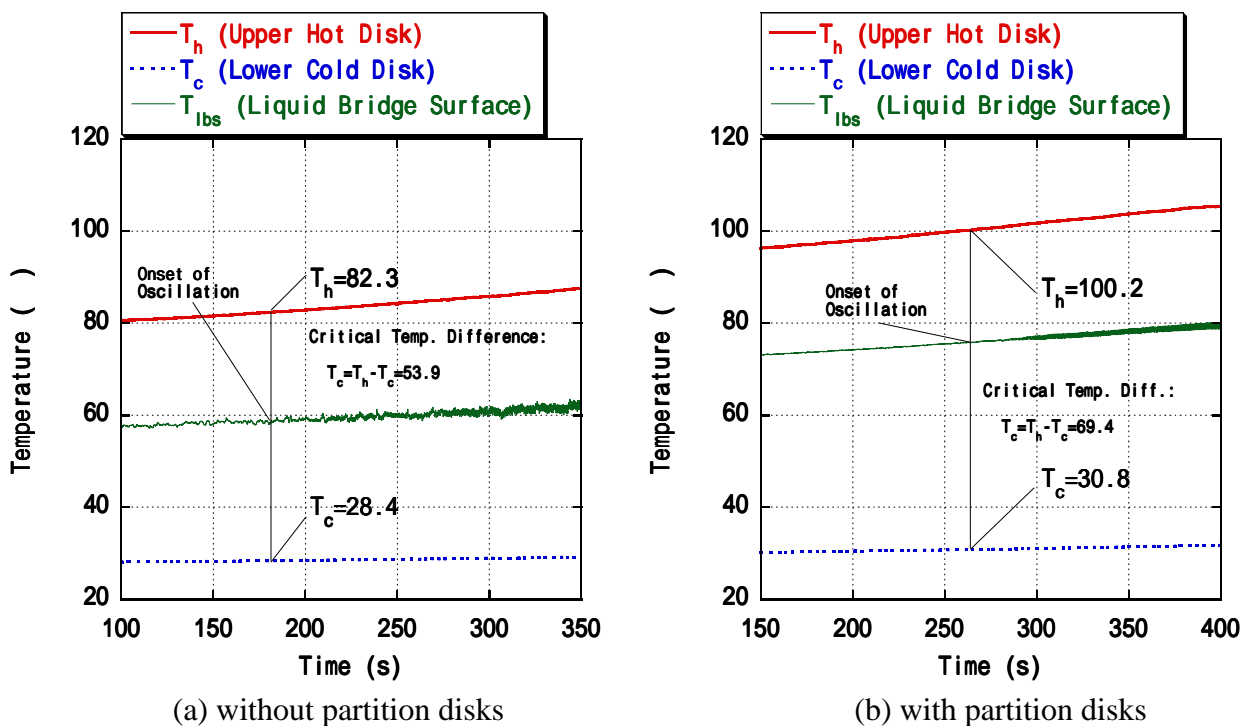 T_h (Upper Hot Disk)
T_c (Lower Cold Disk)
T_lbs (Liquid Bridge Surface)
120
100
80
60
40
20
100 150 200 250 300 350
Temperature ( )
Time (s)
Onset of
Oscillation
T_h=82.3
Critical Temp. Difference:
T_c=T_h-T_c=53.9
T_c=28.4
(a) without partition disks
T_h (Upper Hot Disk)
T_c (Lower Cold Disk)
T_lbs (Liquid Bridge Surface)
120
100
80
60
40
20
150 200 250 300 350 400
Temperature ( )
Time (s)
Onset of
Oscillation
T_h=100.2
Critical Temp. Diff.:
T_c=T_h-T_c=69.4
T_c=30.8
(b) with partition disks